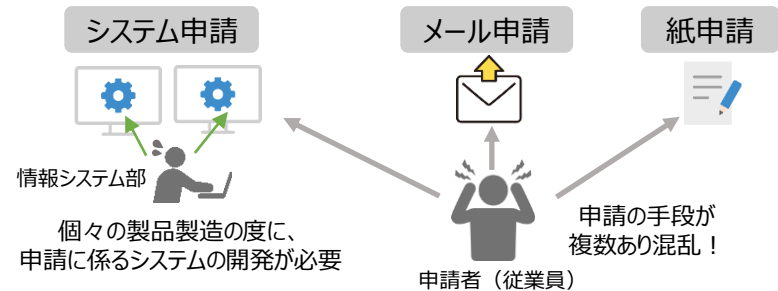 システム申請
メール申請
紙申請
情報システム部
個々の製品製造の度に、
申請に係るシステムの開発が必要
申請の手段が
複数あり混乱！
申請者（従業員）